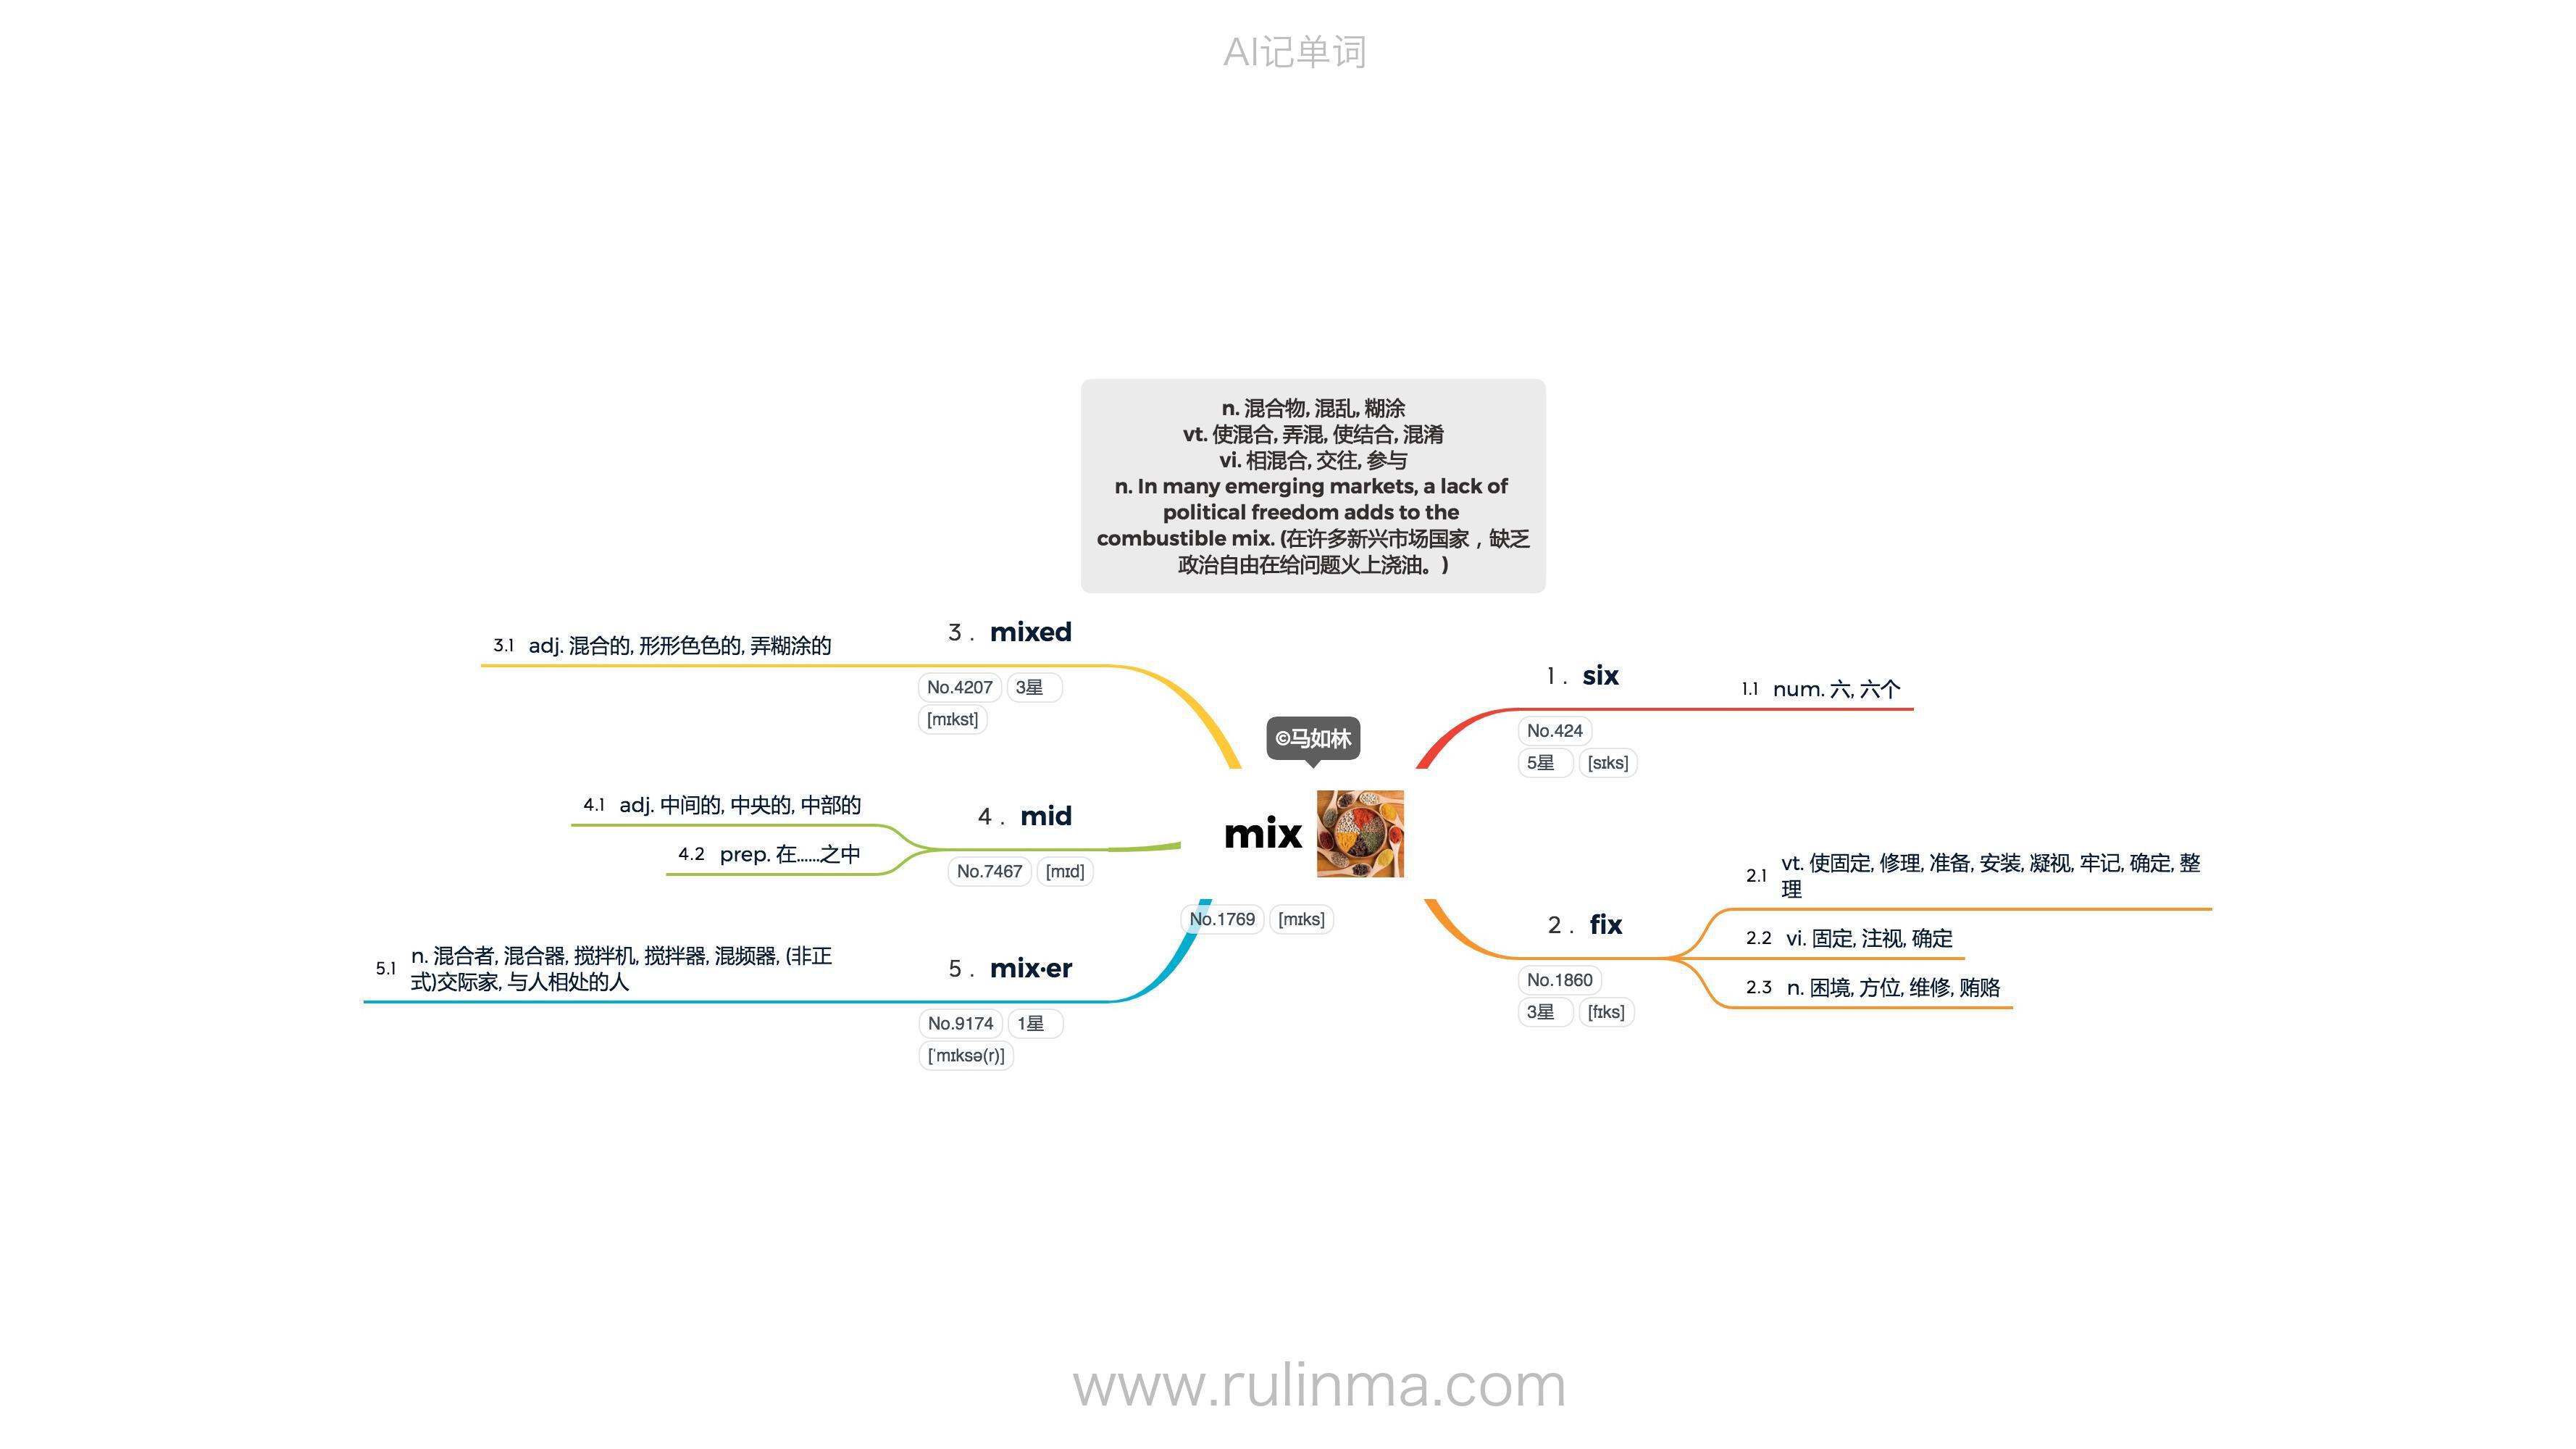 AI记单词
n. 混合物, 混乱, 糊涂
vt. 使混合, 弄混, 使结合, 混淆
vi. 相混合, 交往, 参与
n. In many emerging markets, a lack of
political freedom adds to the
combustible mix. (在许多新兴市场国家，缺乏
政治自由在给问题火上浇油。)
©马如林
mix
No.1769 [mɪks]
1. six
No.424
5星 [sɪks]
1.1 num. 六, 六个
2. fix
No.1860
3星 [fɪks]
2.1 vt. 使固定, 修理, 准备, 安装, 凝视, 牢记, 确定, 整
理
2.2 vi. 固定, 注视, 确定
2.3 n. 困境, 方位, 维修, 贿赂
3. mixed
No.4207 3星
[mɪkst]
3.1 adj. 混合的, 形形色色的, 弄糊涂的
4. mid
No.7467 [mɪd]
4.1 adj. 中间的, 中央的, 中部的
4.2 prep. 在......之中
5. mix·er
No.9174 1星
['mɪksə(r)]
5.1 n. 混合者, 混合器, 搅拌机, 搅拌器, 混频器, (非正
式)交际家, 与人相处的人
www.rulinma.com